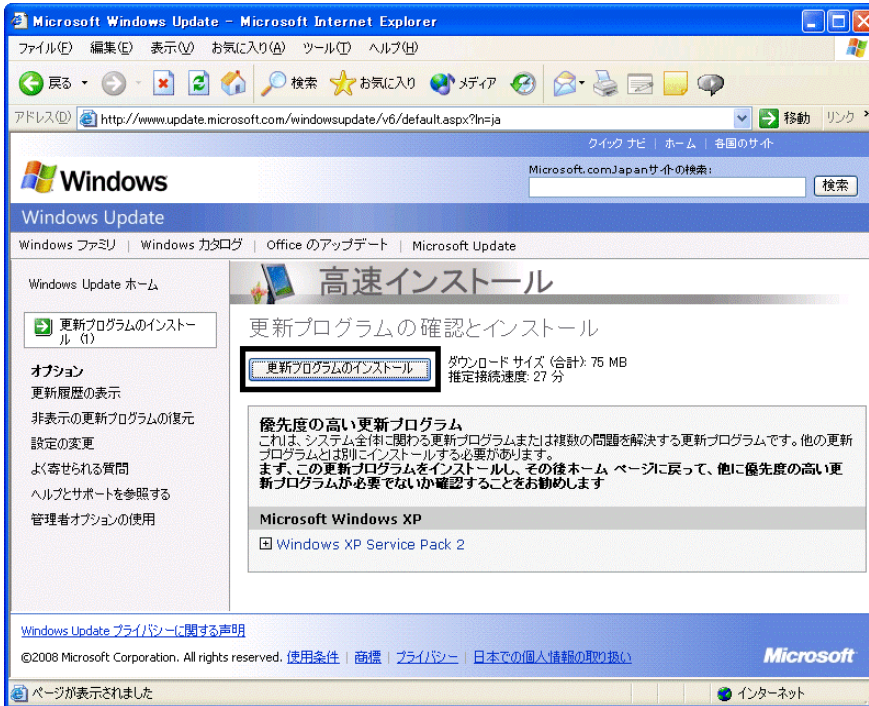 Microsoft Windows Update - Microsoft Internet Explorer
ファイル(F) 編集(E) 表示(V) お気に入り(A) ツール(T) ヘルプ(H)
戻る 検索 お気に入り メディア
アドレス(D) http://www.update.microsoft.com/windowsupdate/v6/default.aspx?ln=ja 移動 リンク »
クイック ナビ | ホーム | 各国のサイト
Windows
Microsoft.comJapanサイトの検索:
検索
Windows Update
Windows ファミリ | Windows カタログ | Office のアップデート | Microsoft Update
Windows Update ホーム
更新プログラムのインストー
ル (1)
オプション
更新履歴の表示
非表示の更新プログラムの復元
設定の変更
よく寄せられる質問
ヘルプとサポートを参照する
管理者オプションの使用
高速インストール
更新プログラムの確認とインストール
更新プログラムのインストール
ダウンロード サイズ (合計): 75 MB
推定接続速度: 27 分
優先度の高い更新プログラム
これは、システム全体に関わる更新プログラムまたは複数の問題を解決する更新プログラムです。他の更新
プログラムとは別にインストールする必要があります。
まず、この更新プログラムをインストールし、その後ホーム ページに戻って、他に優先度の高い更
新プログラムが必要でないか確認することをお勧めします
Microsoft Windows XP
Windows XP Service Pack 2
Windows Update プライバシーに関する声明
©2008 Microsoft Corporation. All rights reserved. 使用条件 | 商標 | プライバシー | 日本での個人情報の取り扱い
Microsoft
ページが表示されました
インターネット